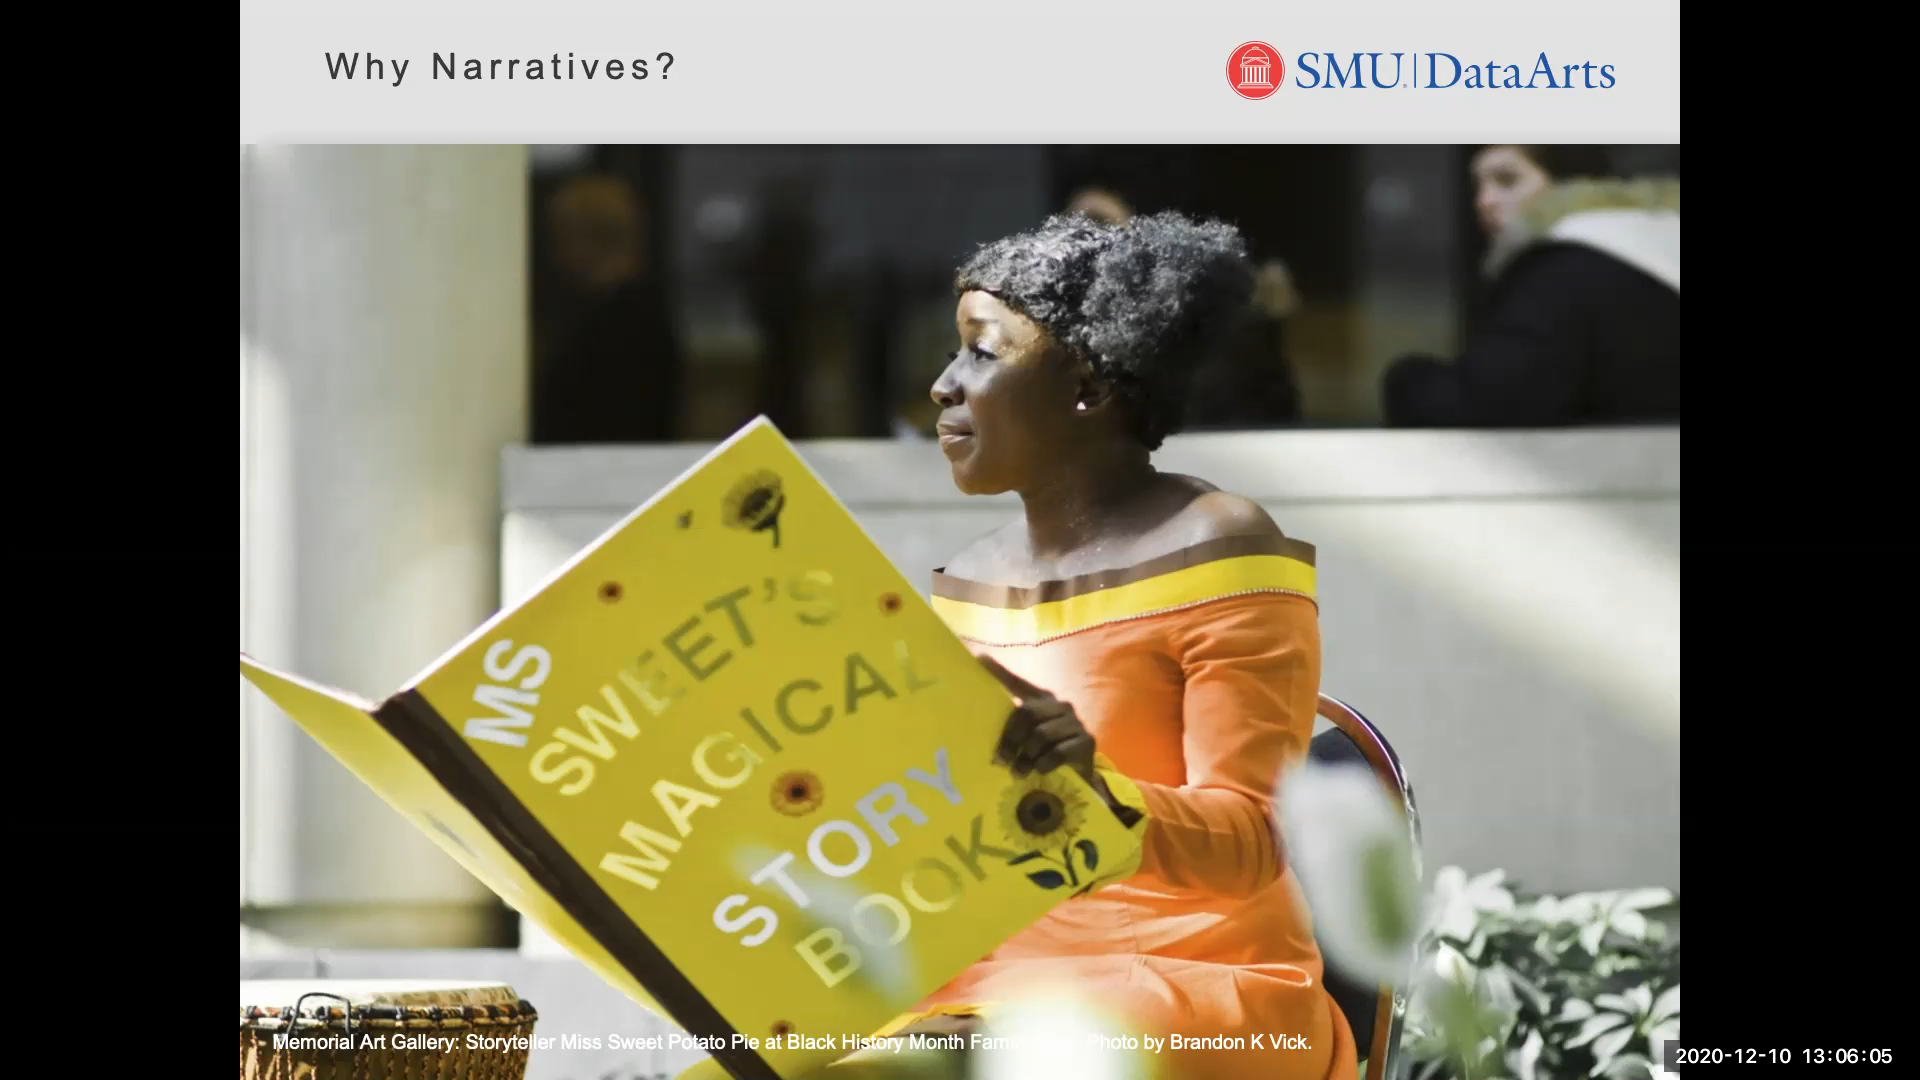 Why Narratives?
SMU | DataArts
MS
SWEET'S
MAGICAL
STORY
BOOK
Memorial Art Gallery: Storyteller Miss Sweet Potato Pie at Black History Month Photo by Brandon K Vick.
2020-12-10 13:06:05